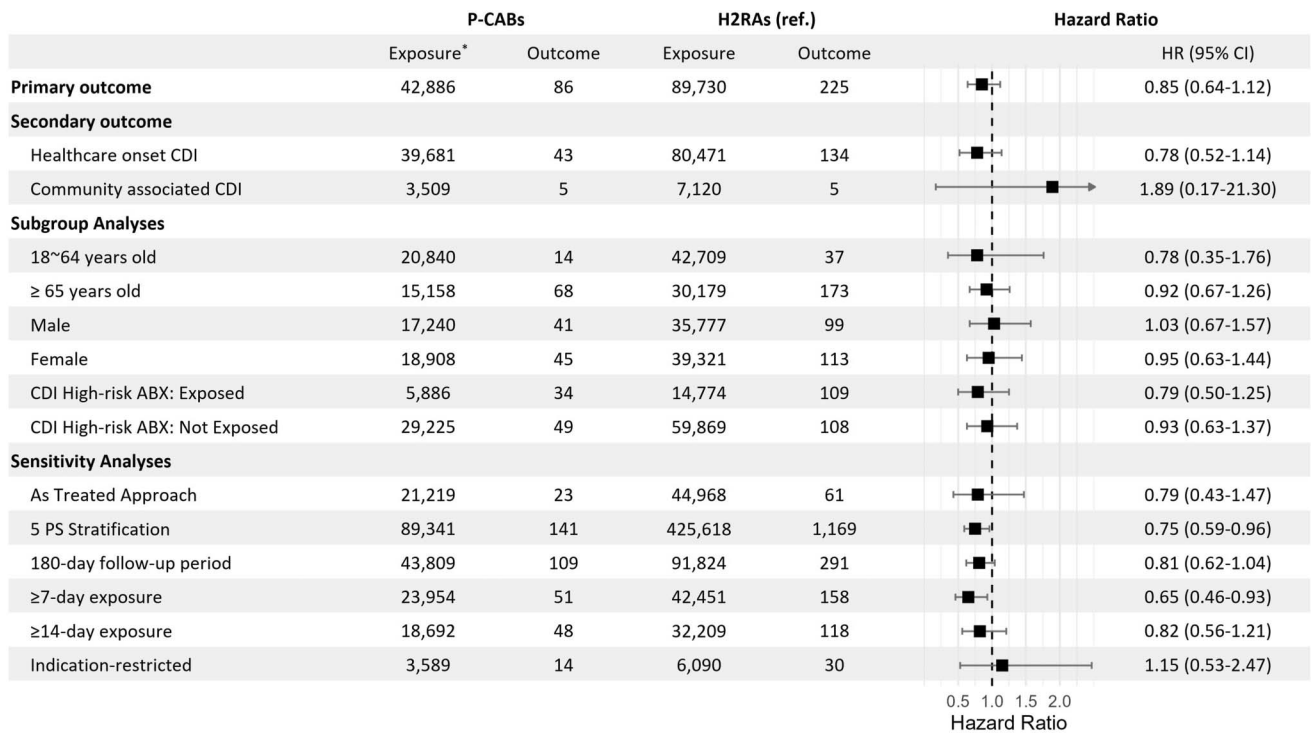 P-CABs H2RAs (ref.) Hazard Ratio
Exposure* Outcome Exposure Outcome HR (95% CI)
Primary outcome 42,886 86 89,730 225 0.85 (0.64-1.12)
Secondary outcome
Healthcare onset CDI 39,681 43 80,471 134 0.78 (0.52-1.14)
Community associated CDI 3,509 5 7,120 5 1.89 (0.17-21.30)
Subgroup Analyses
18~64 years old 20,840 14 42,709 37 0.78 (0.35-1.76)
≥ 65 years old 15,158 68 30,179 173 0.92 (0.67-1.26)
Male 17,240 41 35,777 99 1.03 (0.67-1.57)
Female 18,908 45 39,321 113 0.95 (0.63-1.44)
CDI High-risk ABX: Exposed 5,886 34 14,774 109 0.79 (0.50-1.25)
CDI High-risk ABX: Not Exposed 29,225 49 59,869 108 0.93 (0.63-1.37)
Sensitivity Analyses
As Treated Approach 21,219 23 44,968 61 0.79 (0.43-1.47)
5 PS Stratification 89,341 141 425,618 1,169 0.75 (0.59-0.96)
180-day follow-up period 43,809 109 91,824 291 0.81 (0.62-1.04)
≥7-day exposure 23,954 51 42,451 158 0.65 (0.46-0.93)
≥14-day exposure 18,692 48 32,209 118 0.82 (0.56-1.21)
Indication-restricted 3,589 14 6,090 30 1.15 (0.53-2.47)
0.5 1.0 1.5 2.0
Hazard Ratio